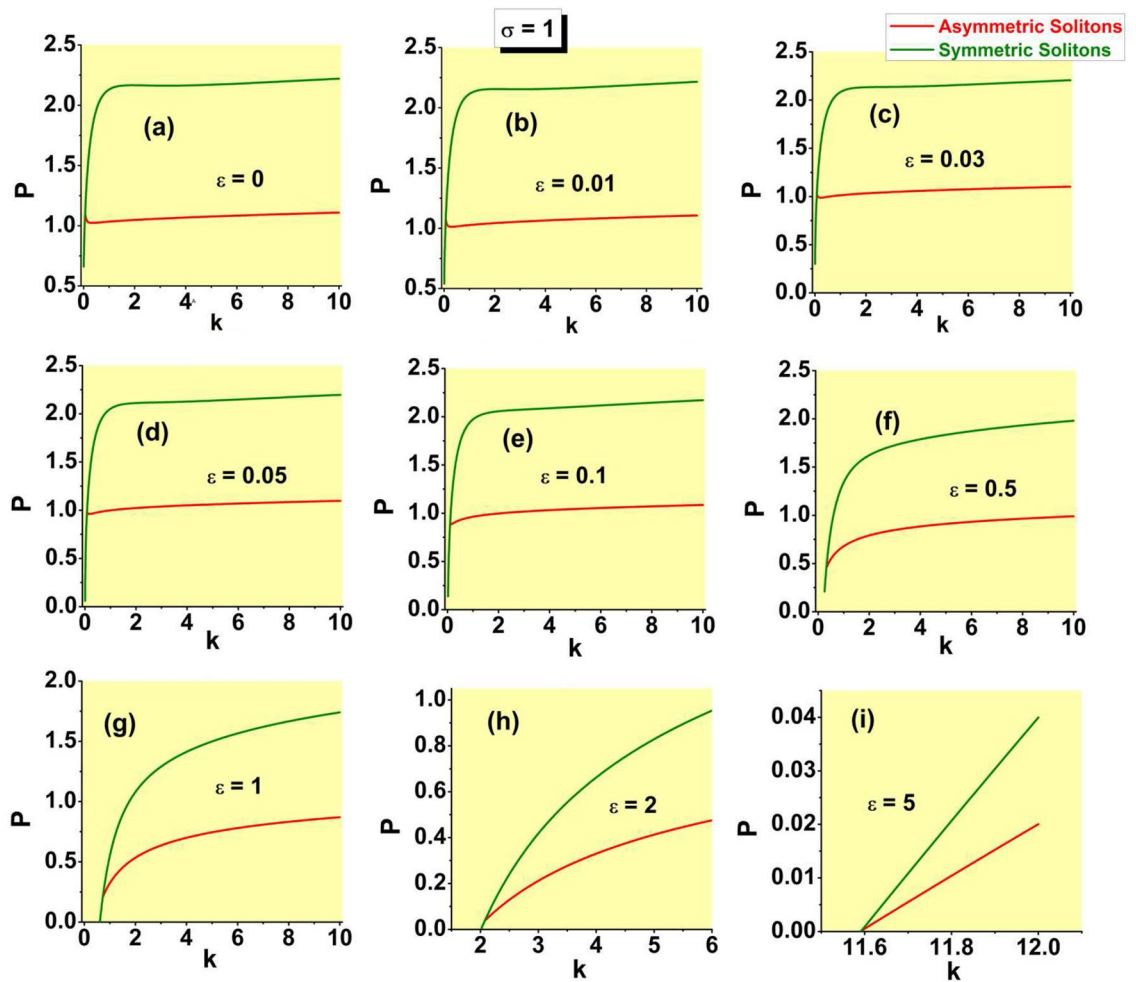 σ = 1
Asymmetric Solitons
Symmetric Solitons
2.5
2.0
1.5
1.0
0.5
P
(a)
ε = 0
0 2 4 6 8 10
k
2.5
2.0
1.5
1.0
0.5
P
(b)
ε = 0.01
0 2 4 6 8 10
k
2.5
2.0
1.5
1.0
0.5
0.0
P
(c)
ε = 0.03
0 2 4 6 8 10
k
2.5
2.0
1.5
1.0
0.5
0.0
P
(d)
ε = 0.05
0 2 4 6 8 10
k
2.5
2.0
1.5
1.0
0.5
0.0
P
(e)
ε = 0.1
0 2 4 6 8 10
k
2.5
2.0
1.5
1.0
0.5
0.0
P
(f)
ε = 0.5
0 2 4 6 8 10
k
2.0
1.5
1.0
0.5
0.0
P
(g)
ε = 1
0 2 4 6 8 10
k
1.0
0.8
0.6
0.4
0.2
0.0
P
(h)
ε = 2
2 3 4 5 6
k
0.04
0.03
0.02
0.01
0.00
P
(i)
ε = 5
11.6 11.8 12.0
k